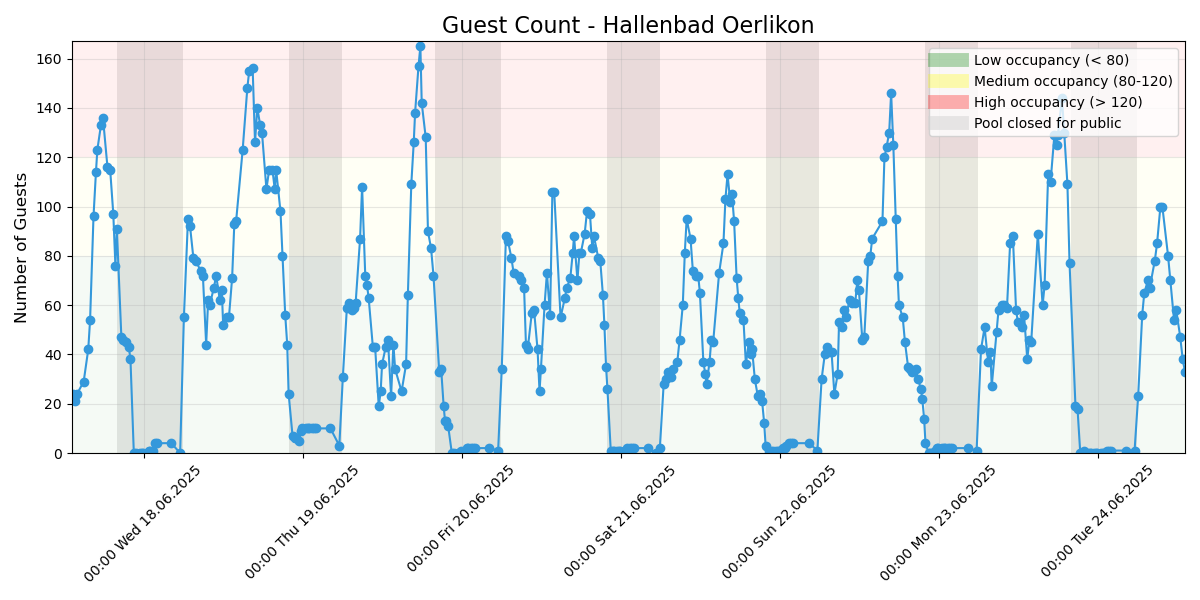 Guest Count - Hallenbad Oerlikon
Number of Guests
160
140
120
100
80
60
40
20
0
Low occupancy (< 80)
Medium occupancy (80-120)
High occupancy (> 120)
Pool closed for public
00:00 Wed 18.06.2025
00:00 Thu 19.06.2025
00:00 Fri 20.06.2025
00:00 Sat 21.06.2025
00:00 Sun 22.06.2025
00:00 Mon 23.06.2025
00:00 Tue 24.06.2025